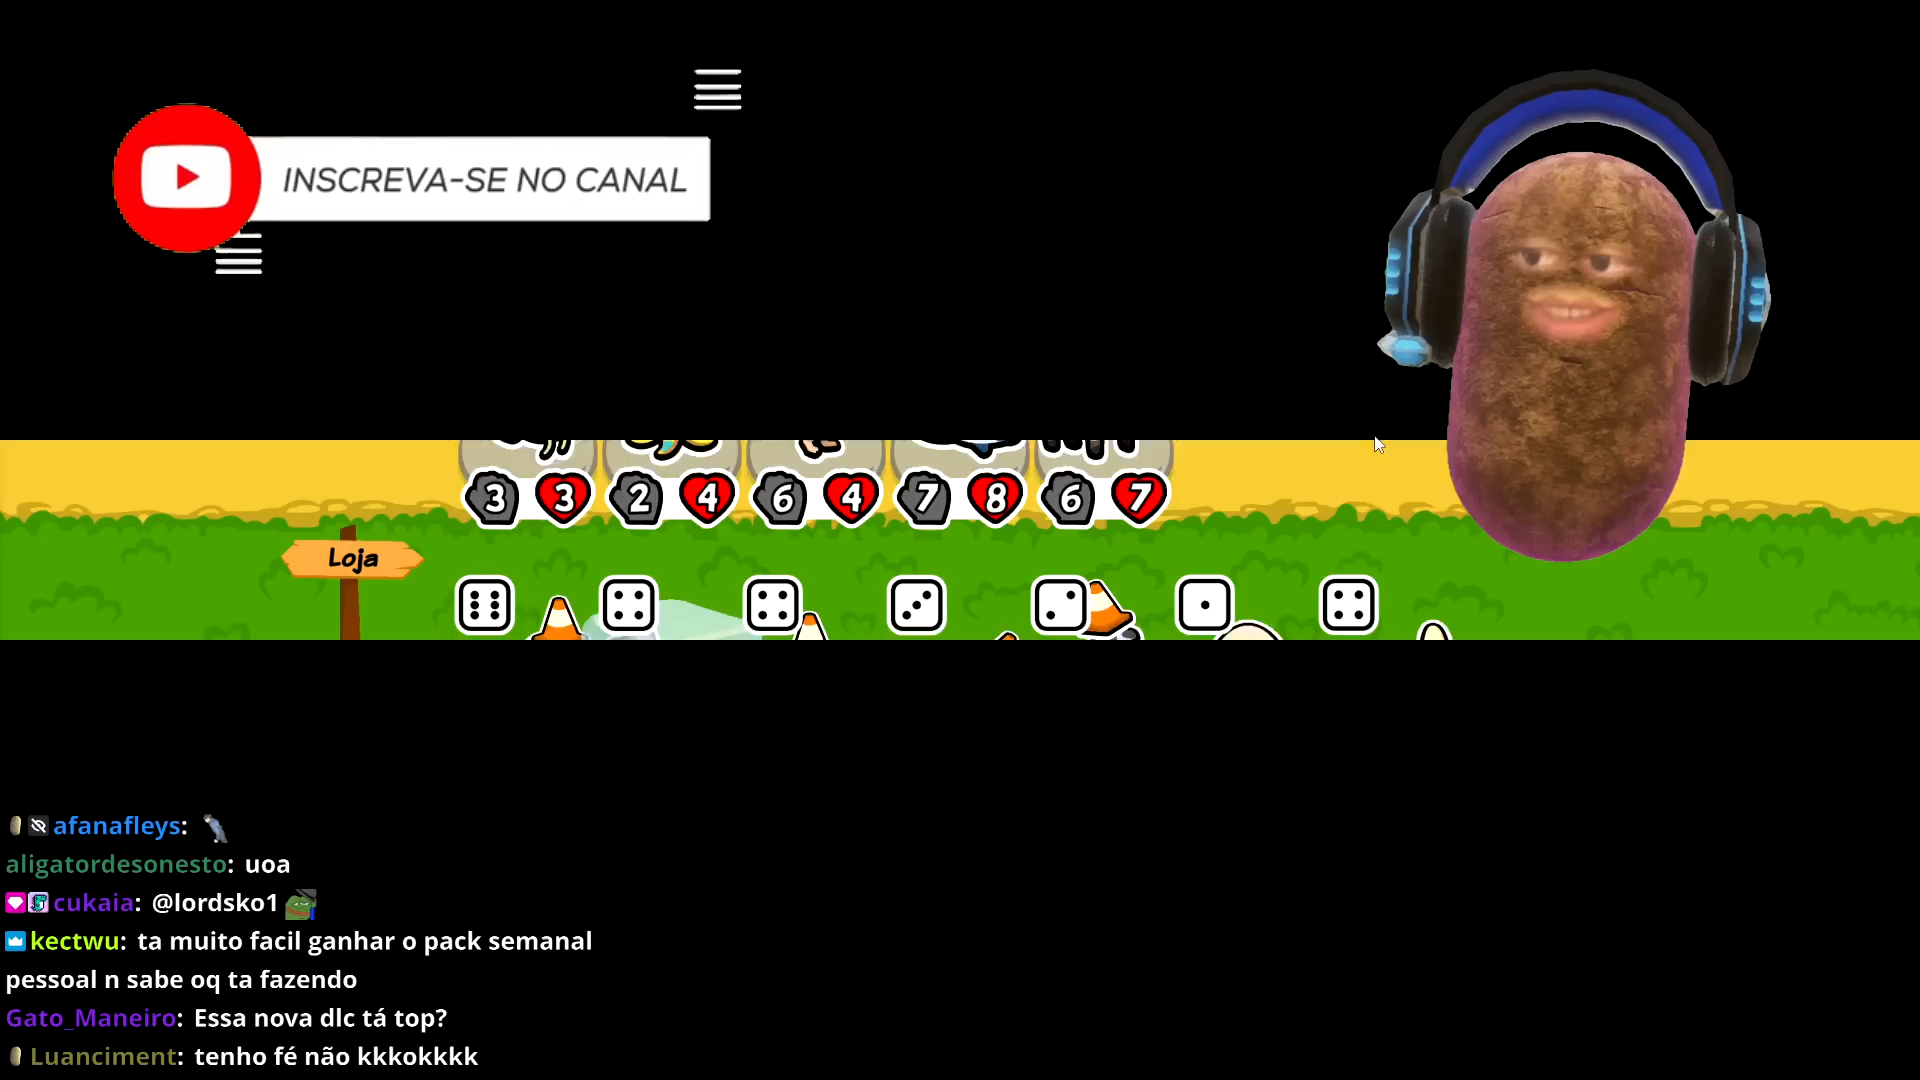 INSCREVA-SE NO CANAL
3 3 2 4 6 4 7 8 6 7
Loja
afanafleys:
aligatordesonesto: uoa
cukaia: @lordsko1
kectwu: ta muito facil ganhar o pack semanal
pessoal n sabe oq ta fazendo
Gato_Maneiro: Essa nova dlc tá top?
Luanciment: tenho fé não kkkokkkk